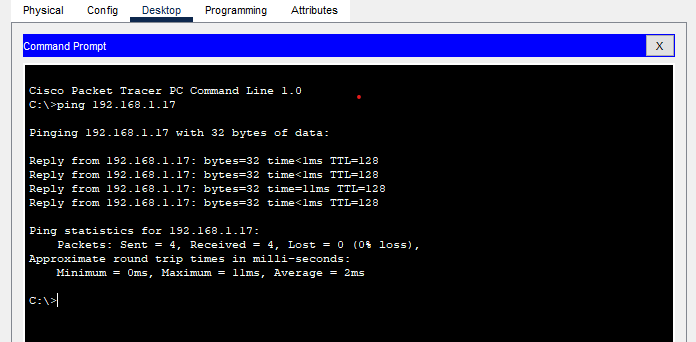 Physical Config Desktop Programming Attributes
Command Prompt X
Cisco Packet Tracer PC Command Line 1.0
C:\>ping 192.168.1.17
Pinging 192.168.1.17 with 32 bytes of data:
Reply from 192.168.1.17: bytes=32 time<1ms TTL=128
Reply from 192.168.1.17: bytes=32 time<1ms TTL=128
Reply from 192.168.1.17: bytes=32 time=11ms TTL=128
Reply from 192.168.1.17: bytes=32 time<1ms TTL=128
Ping statistics for 192.168.1.17:
Packets: Sent = 4, Received = 4, Lost = 0 (0% loss),
Approximate round trip times in milli-seconds:
Minimum = 0ms, Maximum = 11ms, Average = 2ms
C:\>